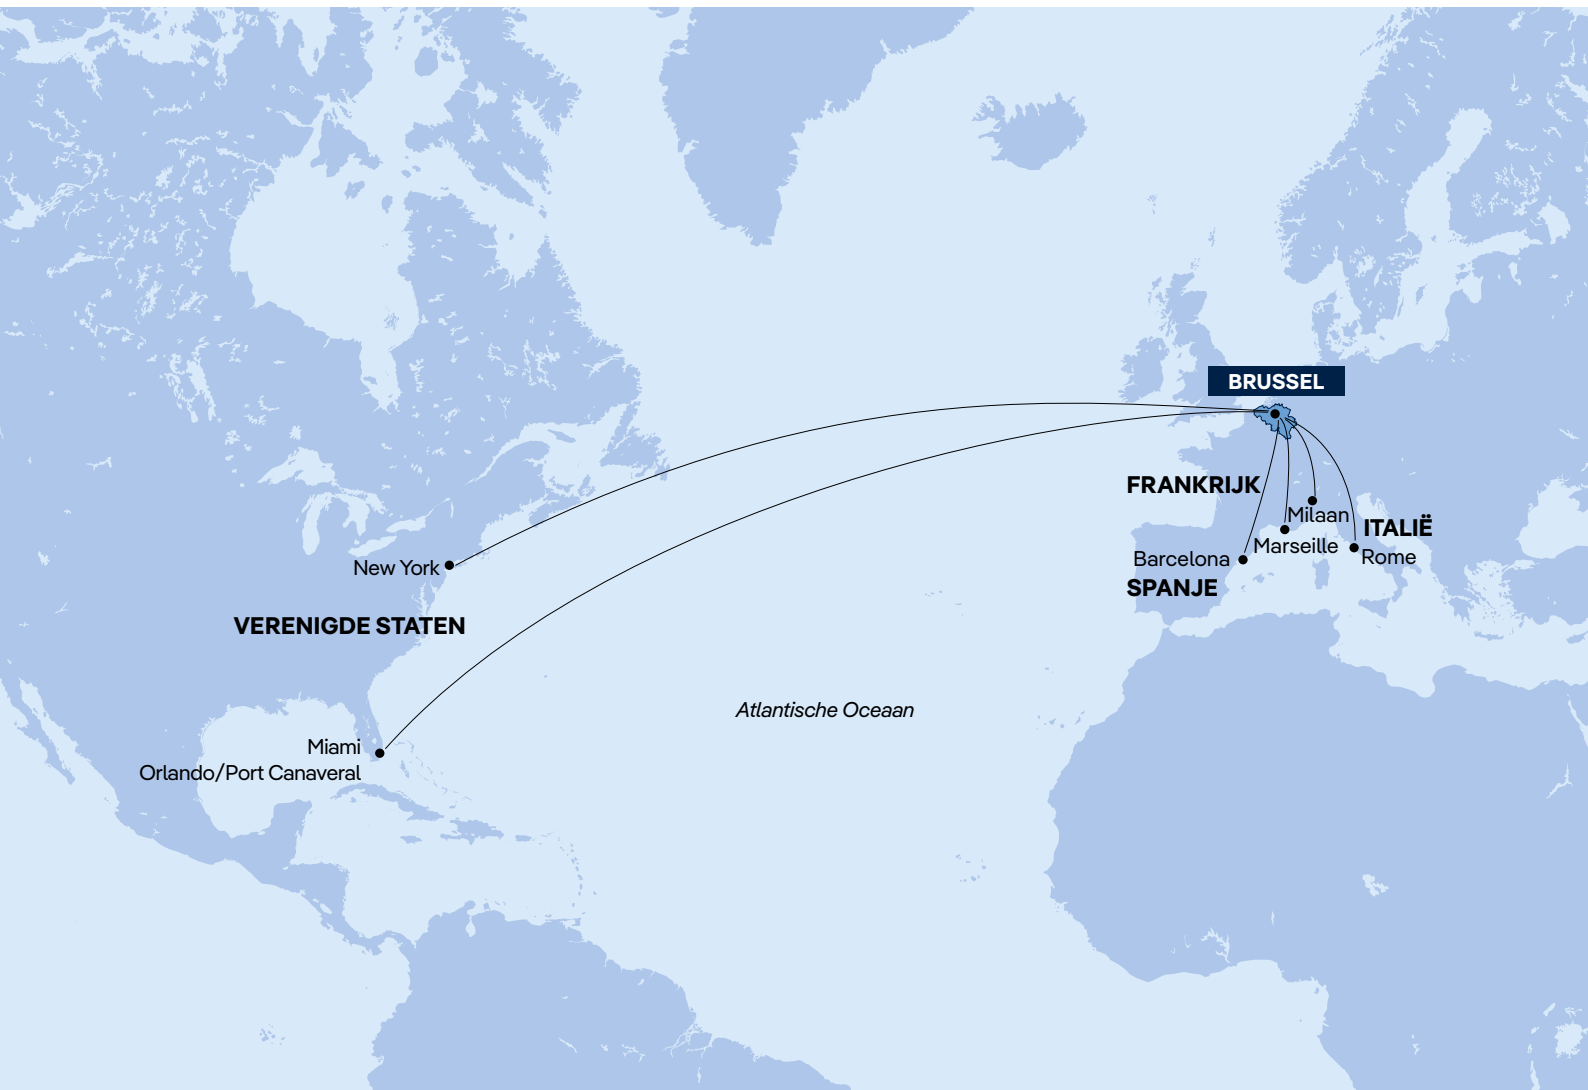 BRUSSEL
FRANKRIJK
Milaan
ITALIË
Marseille
Barcelona
Rome
New York
SPANJE
VERENIGDE STATEN
Atlantische Oceaan
Miami
Orlando/Port Canaveral